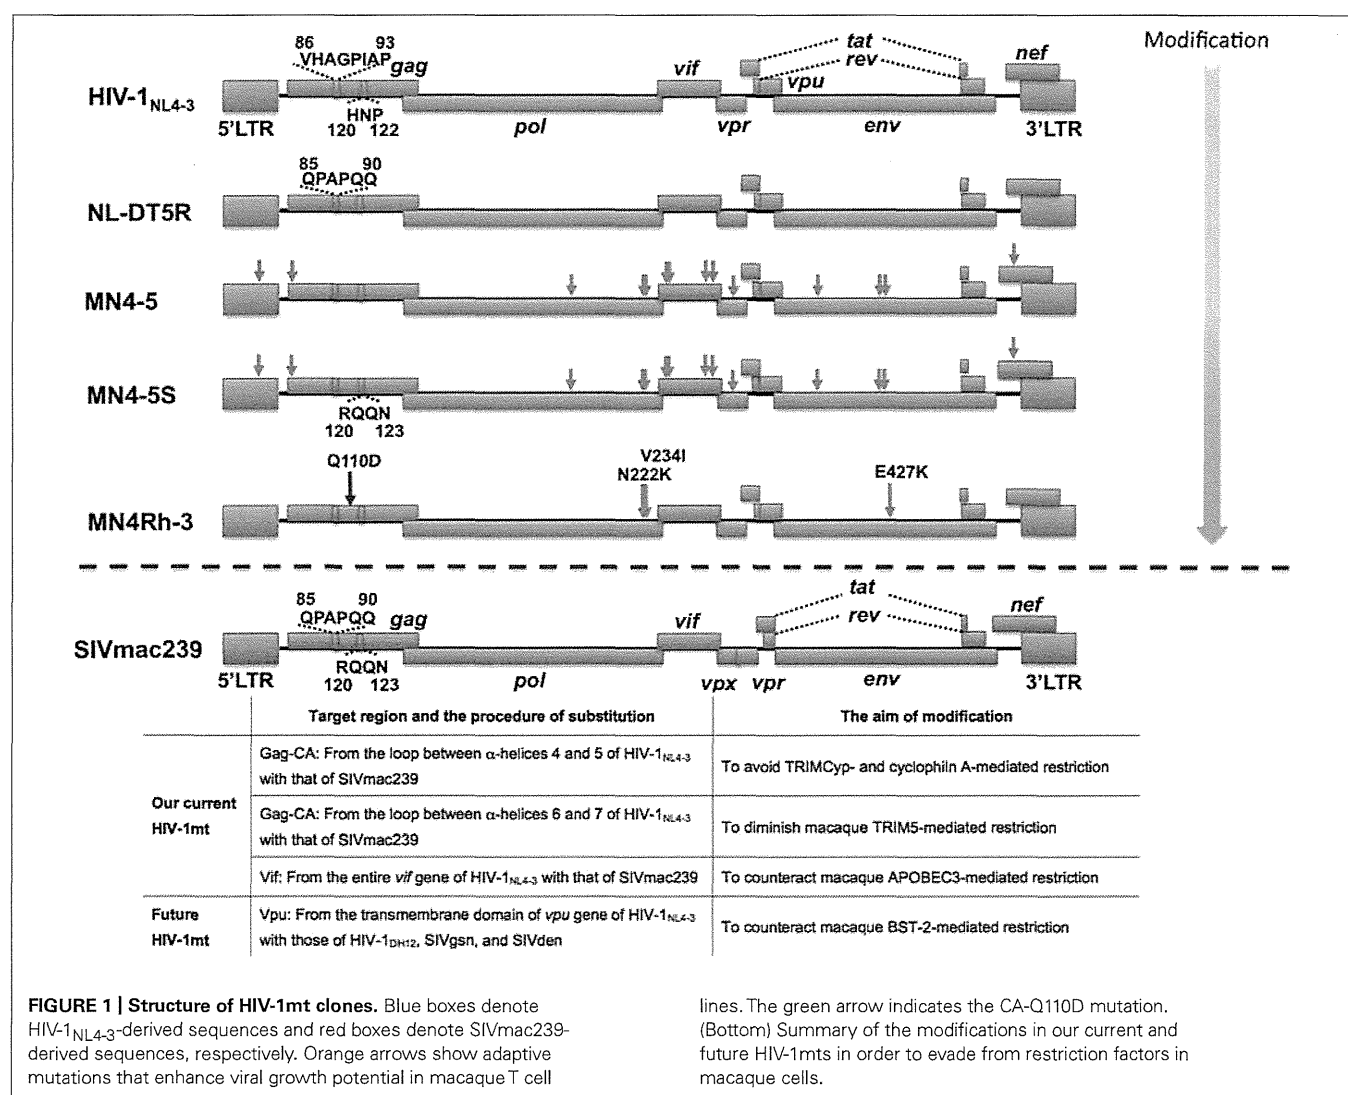 Modification
86 93
VHAGPIAP
gag
vif
tat
rev
vpu
nef
HIV-1NL4-3
HNP
120 122
5'LTR
pol
vpr
env
3'LTR
85 90
QPAPQQ
NL-DT5R
MN4-5
MN4-5S
RQQN
120 123
Q110D
V234I
N222K
E427K
MN4Rh-3
85 90
QPAPQQ
gag
vif
tat
rev
nef
SIVmac239
RQQN
120 123
5'LTR
pol
vpx
vpr
env
3'LTR
Target region and the procedure of substitution
The aim of modification
Our current
HIV-1mt
Gag-CA: From the loop between α-helices 4 and 5 of HIV-1NL4-3
with that of SIVmac239
To avoid TRIMCyp- and cyclophiln A-mediated restriction
Gag-CA: From the loop between α-helices 6 and 7 of HIV-1NL4-3
with that of SIVmac239
To diminish macaque TRIM5-mediated restriction
Vif: From the entire vif gene of HIV-1NL4-3 with that of SIVmac239
To counteract macaque APOBEC3-mediated restriction
Future
HIV-1mt
Vpu: From the transmembrane domain of vpu gene of HIV-1NL4-3
with those of HIV-1DH12, SIVgsn, and SIVden
To counteract macaque BST-2-mediated restriction
FIGURE 1 | Structure of HIV-1mt clones. Blue boxes denote
HIV-1NL4-3-derived sequences and red boxes denote SIVmac239-
derived sequences, respectively. Orange arrows show adaptive
mutations that enhance viral growth potential in macaque T cell
lines. The green arrow indicates the CA-Q110D mutation.
(Bottom) Summary of the modifications in our current and
future HIV-1mts in order to evade from restriction factors in
macaque cells.